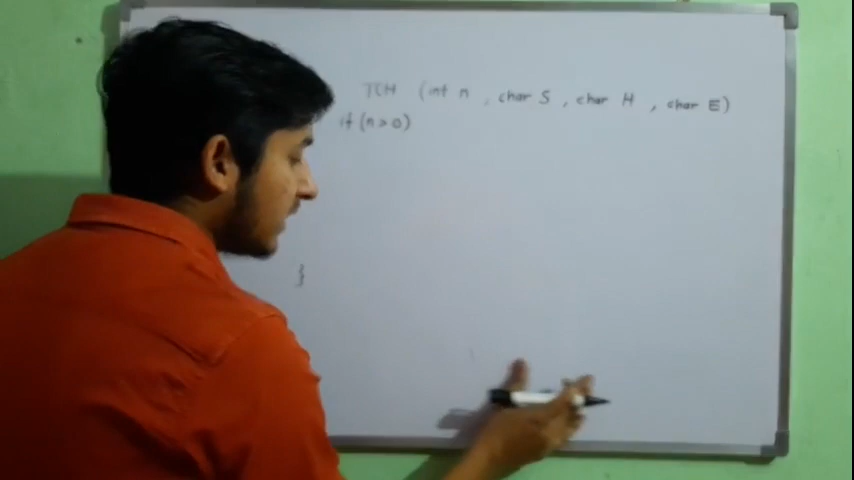 TOH (int n , char S , char H , char E)
if (n > 0)
}